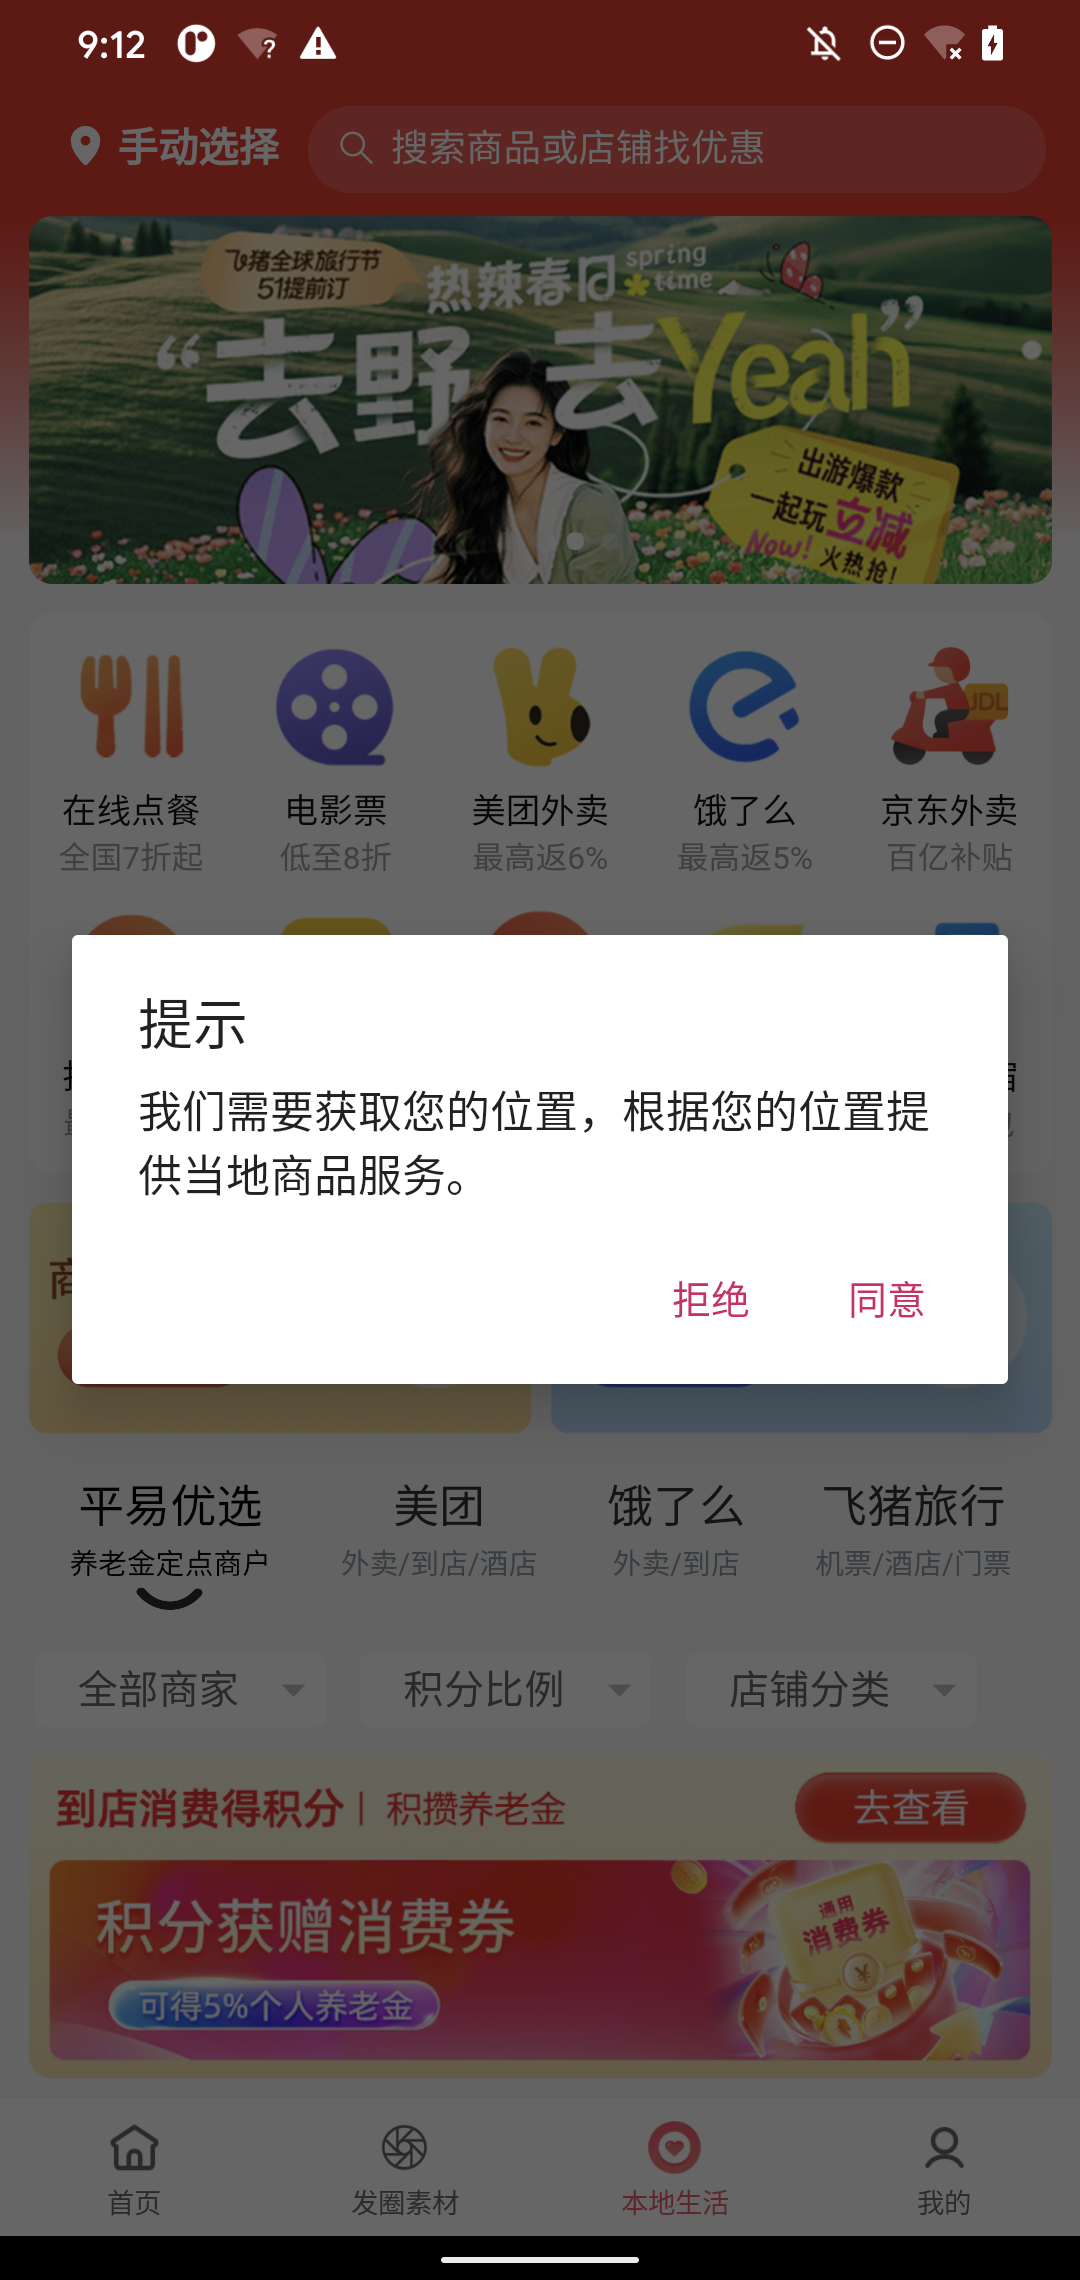 9:12
手动选择
搜索商品或店铺找优惠
飞猪全球旅行节
51提前订
热辣春日
spring
time
“去野 去Yeah”
出游爆款
一起玩立减
Now! 火热抢!
JDL
在线点餐
电影票
美团外卖
饿了么
京东外卖
全国7折起
低至8折
最高返6%
最高返5%
百亿补贴
提示
我们需要获取您的位置，根据您的位置提
供当地商品服务。
拒绝
同意
平易优选
美团
饿了么
飞猪旅行
养老金定点商户
外卖/到店/酒店
外卖/到店
机票/酒店/门票
全部商家
积分比例
店铺分类
到店消费得积分
积攒养老金
去查看
积分获赠消费券
通用
消费券
可得5%个人养老金
首页
发圈素材
本地生活
我的